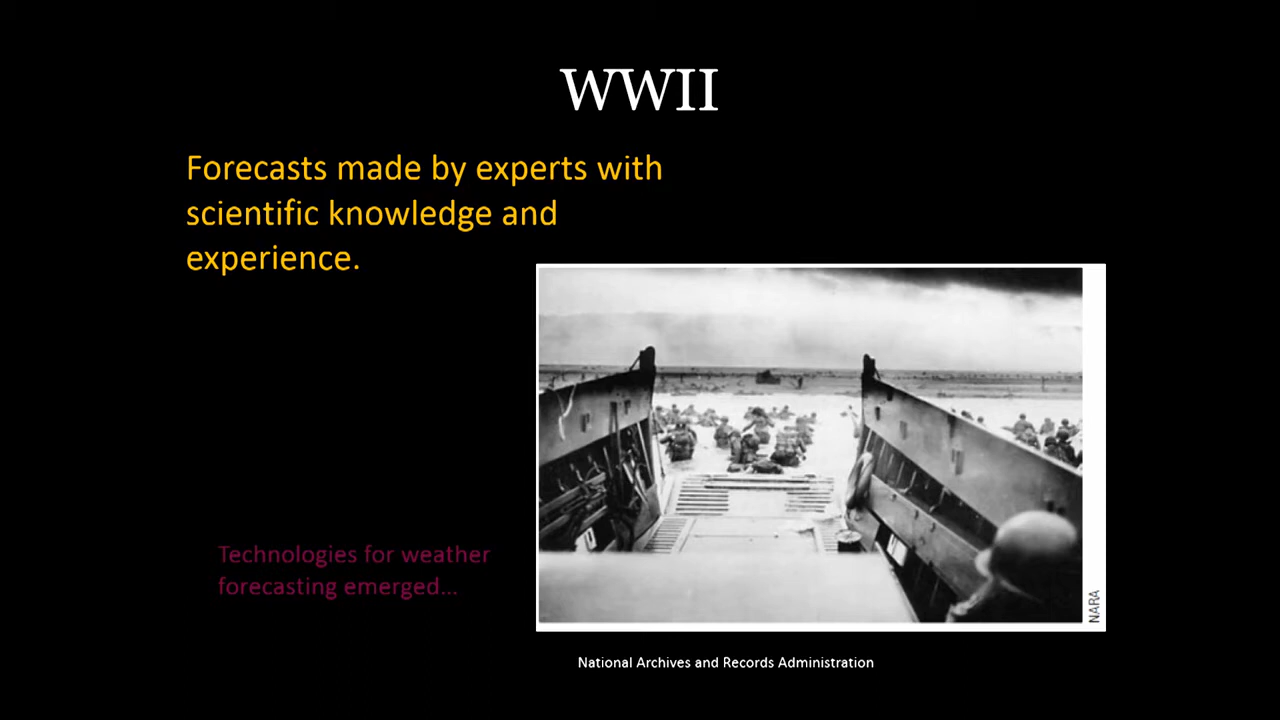 WWII
Forecasts made by experts with
scientific knowledge and
experience.
Technologies for weather
forecasting emerged...
NARA
National Archives and Records Administration